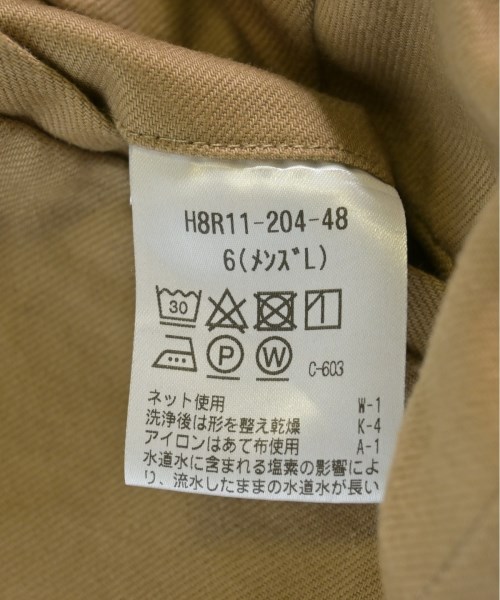 H8R11-204-48
6(ﾒﾝｽﾞL)
30
P W C-603
ネット使用 W-1
洗浄後は形を整え乾燥 K-4
アイロンはあて布使用 A-1
水道水に含まれる塩素の影響によ
り、流水したままの水道水が長い